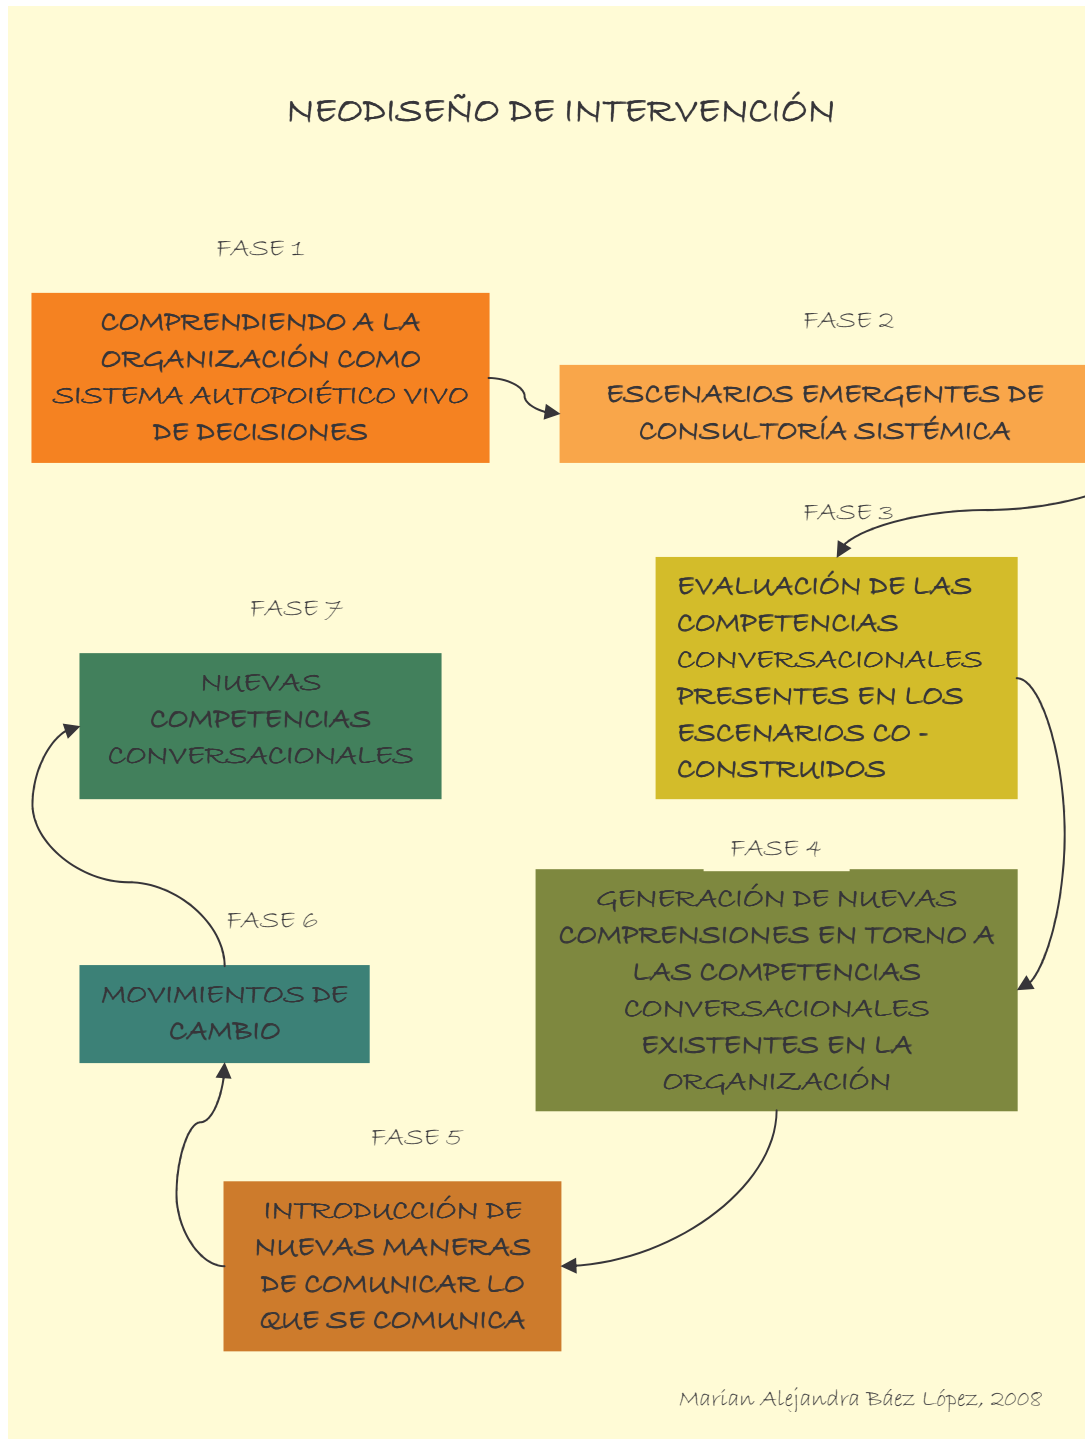 NEODISEÑO DE INTERVENCIÓN
FASE 1
COMPRENDIENDO A LA
ORGANIZACIÓN COMO
SISTEMA AUTOPOIÉTICO VIVO
DE DECISIONES
FASE 2
ESCENARIOS EMERGENTES DE
CONSULTORÍA SISTÉMICA
FASE 3
EVALUACIÓN DE LAS
COMPETENCIAS
CONVERSACIONALES
PRESENTES EN LOS
ESCENARIOS CO -
CONSTRUIDOS
FASE 4
GENERACIÓN DE NUEVAS
COMPRENSIONES EN TORNO A
LAS COMPETENCIAS
CONVERSACIONALES
EXISTENTES EN LA
ORGANIZACIÓN
FASE 5
INTRODUCCIÓN DE
NUEVAS MANERAS
DE COMUNICAR LO
QUE SE COMUNICA
FASE 6
MOVIMIENTOS DE
CAMBIO
FASE 7
NUEVAS
COMPETENCIAS
CONVERSACIONALES
Marian Alejandra Báez López, 2008